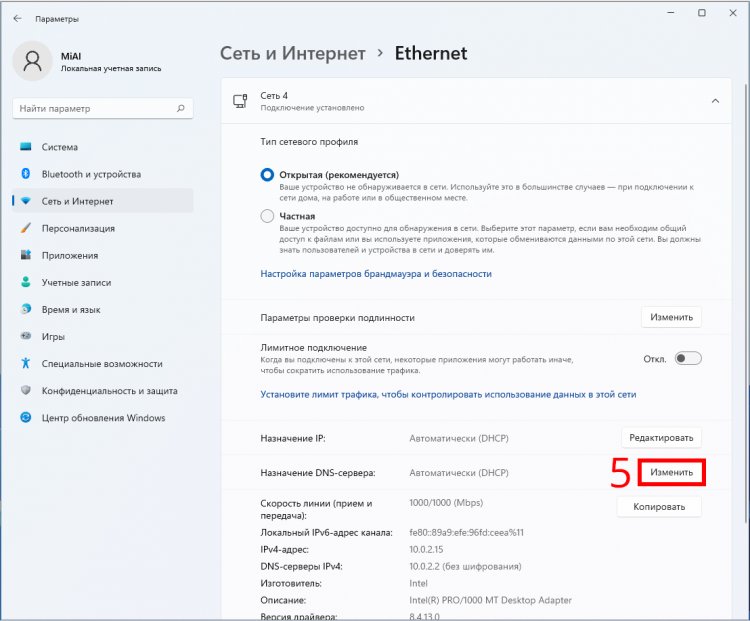 Параметры
MiAI
Локальная учетная запись
Найти параметр
Система
Bluetooth и устройства
Сеть и Интернет
Персонализация
Приложения
Учетные записи
Время и язык
Игры
Специальные возможности
Конфиденциальность и защита
Центр обновления Windows
Сеть и Интернет › Ethernet
Сеть 4
Подключение установлено
Тип сетевого профиля
Открытая (рекомендуется)
Ваше устройство не обнаруживается в сети. Используйте это в большинстве случаев — при подключении к
сети дома, на работе или в общественном месте.
Частная
Ваше устройство доступно для обнаружения в сети. Выберите этот параметр, если вам необходим общий
доступ к файлам или вы используете приложения, которые обмениваются данными по этой сети. Вы должны
знать пользователей и устройства в сети и доверять им.
Настройка параметров брандмауэра и безопасности
Параметры проверки подлинности Изменить
Лимитное подключение
Когда вы подключены к этой сети, некоторые приложения могут работать иначе,
чтобы сократить использование трафика.
Откл.
Установите лимит трафика, чтобы контролировать использование данных в этой сети
Назначение IP: Автоматически (DHCP) Редактировать
Назначение DNS-сервера: Автоматически (DHCP) 5 Изменить
Скорость линии (прием и
передача): 1000/1000 (Mbps) Копировать
Локальный IPv6-адрес канала: fe80::89a9:efe:96fd:ceea%11
IPv4-адрес: 10.0.2.15
DNS-серверы IPv4: 10.0.2.2 (без шифрования)
Изготовитель: Intel
Описание: Intel(R) PRO/1000 MT Desktop Adapter
Версия драйвера: 8.4.13.0